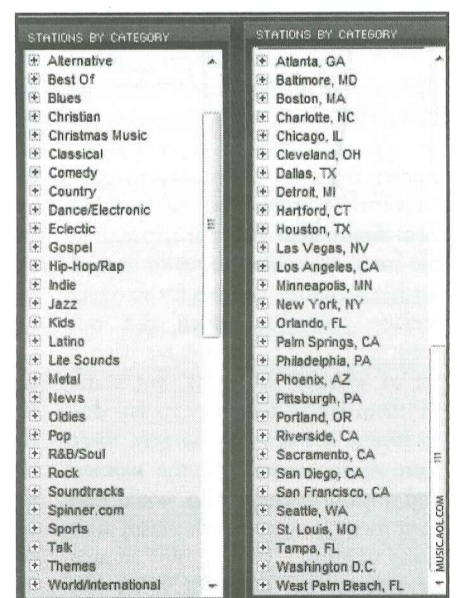 STATIONS BY CATEGORY
Alternative
Best Of
Blues
Christian
Christmas Music
Classical
Comedy
Country
Dance/Electronic
Eclectic
Gospel
Hip-Hop/Rap
Indie
Jazz
Kids
Latino
Lite Sounds
Metal
News
Oldies
Pop
R&B/Soul
Rock
Soundtracks
Spinner.com
Sports
Talk
Themes
World/International
STATIONS BY CATEGORY
Atlanta, GA
Baltimore, MD
Boston, MA
Charlotte, NC
Chicago, IL
Cleveland, OH
Dallas, TX
Detroit, MI
Hartford, CT
Houston, TX
Las Vegas, NV
Los Angeles, CA
Minneapolis, MN
New York, NY
Orlando, FL
Palm Springs, CA
Philadelphia, PA
Phoenix, AZ
Pittsburgh, PA
Portland, OR
Riverside, CA
Sacramento, CA
San Diego, CA
San Francisco, CA
Seattle, WA
St. Louis, MO
Tampa, FL
Washington D.C.
West Palm Beach, FL
MUSIC.AOL.COM